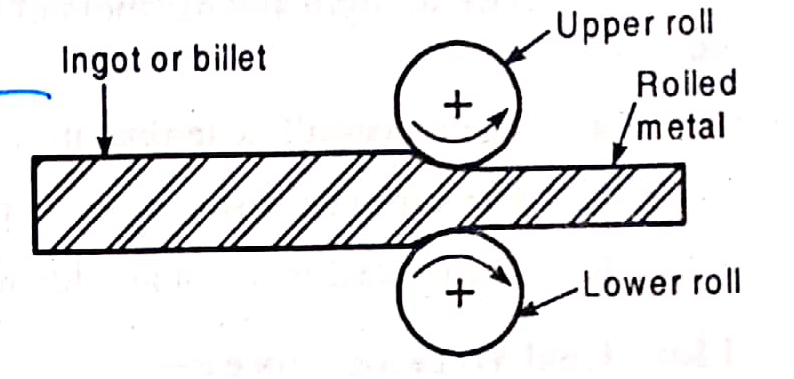 Upper roll
Ingot or billet
Rolled
metal
Lower roll